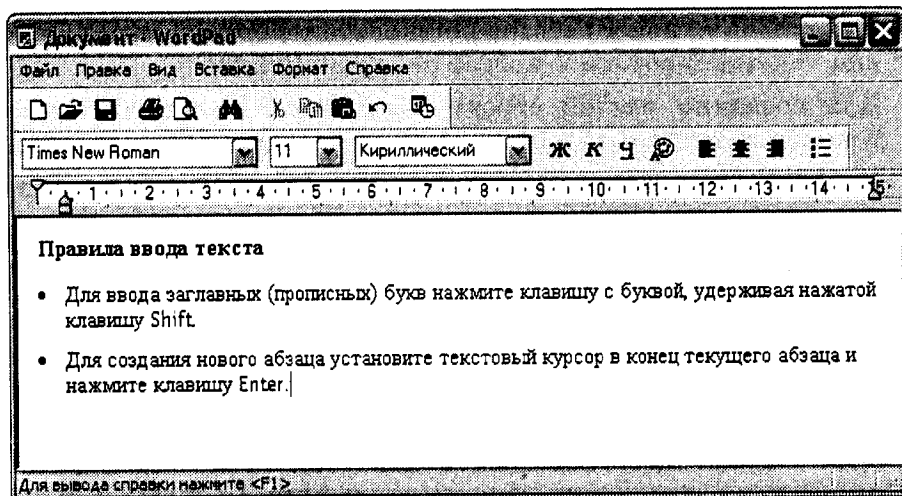 Документ - WordPad
Файл Правка Вид Вставка Формат Справка
Times New Roman 11 Кириллический Ж К Ч
1 2 3 4 5 6 7 8 9 10 11 12 13 14 15
Правила ввода текста
• Для ввода заглавных (прописных) букв нажмите клавишу с буквой, удерживая нажатой
клавишу Shift.
• Для создания нового абзаца установите текстовый курсор в конец текущего абзаца и
нажмите клавишу Enter.
Для вывода справки нажмите <F1>